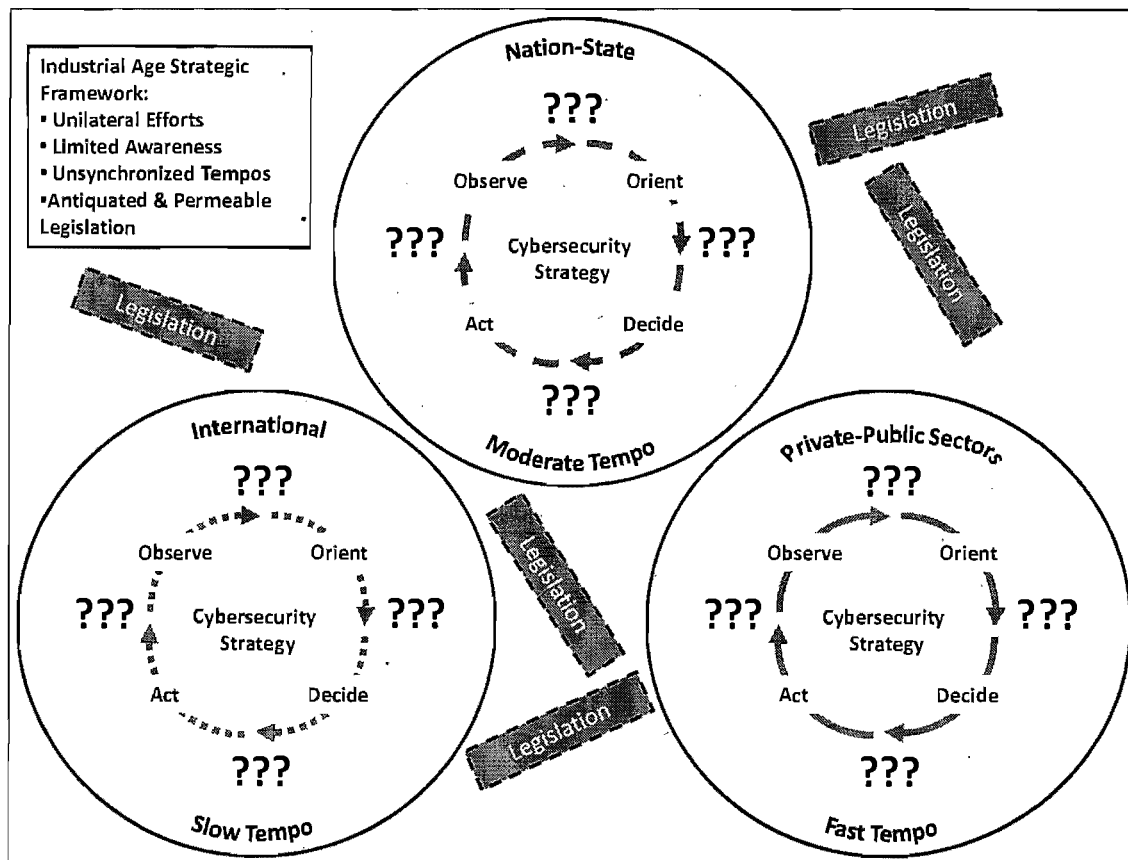 Industrial Age Strategic
Framework:
▪ Unilateral Efforts
▪ Limited Awareness
▪ Unsynchronized Tempos
▪Antiquated & Permeable
Legislation
Nation-State
???
Observe
Orient
???
Cybersecurity
Strategy
???
Act
Decide
???
Moderate Tempo
Legislation
Legislation
Legislation
International
???
Observe
Orient
???
Cybersecurity
Strategy
???
Act
Decide
???
Slow Tempo
Legislation
Legislation
Private-Public Sectors
???
Observe
Orient
???
Cybersecurity
Strategy
???
Act
Decide
???
Fast Tempo